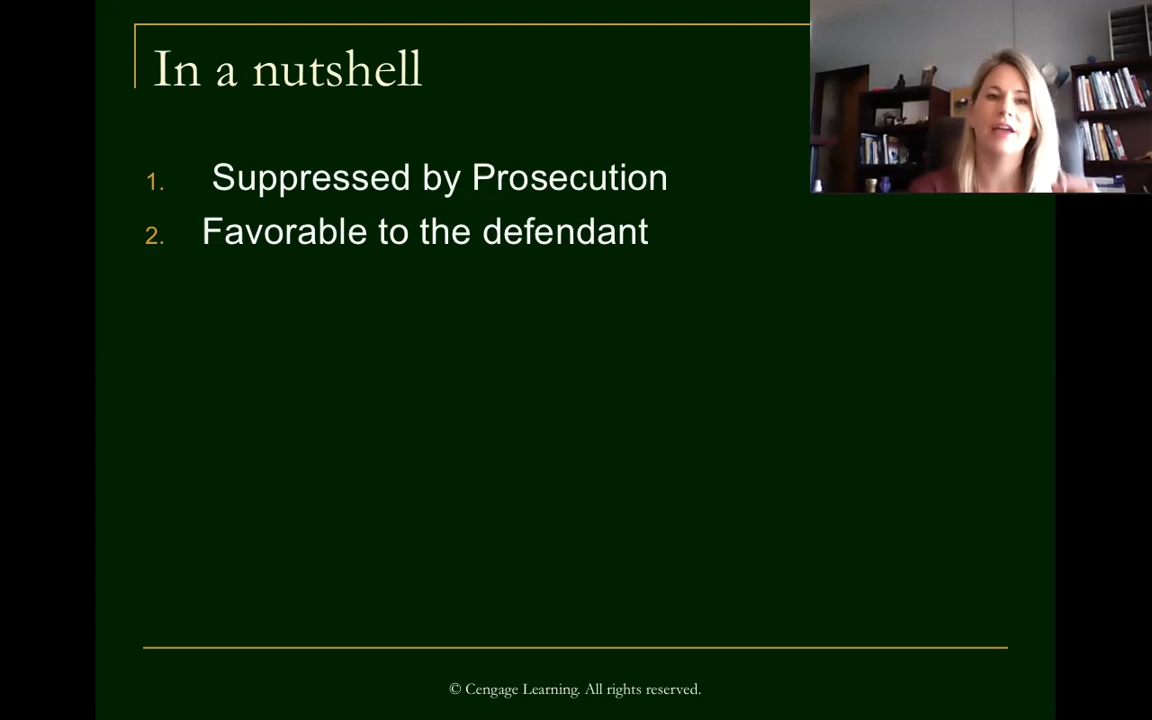 In a nutshell
1. Suppressed by Prosecution
2. Favorable to the defendant
© Cengage Learning. All rights reserved.